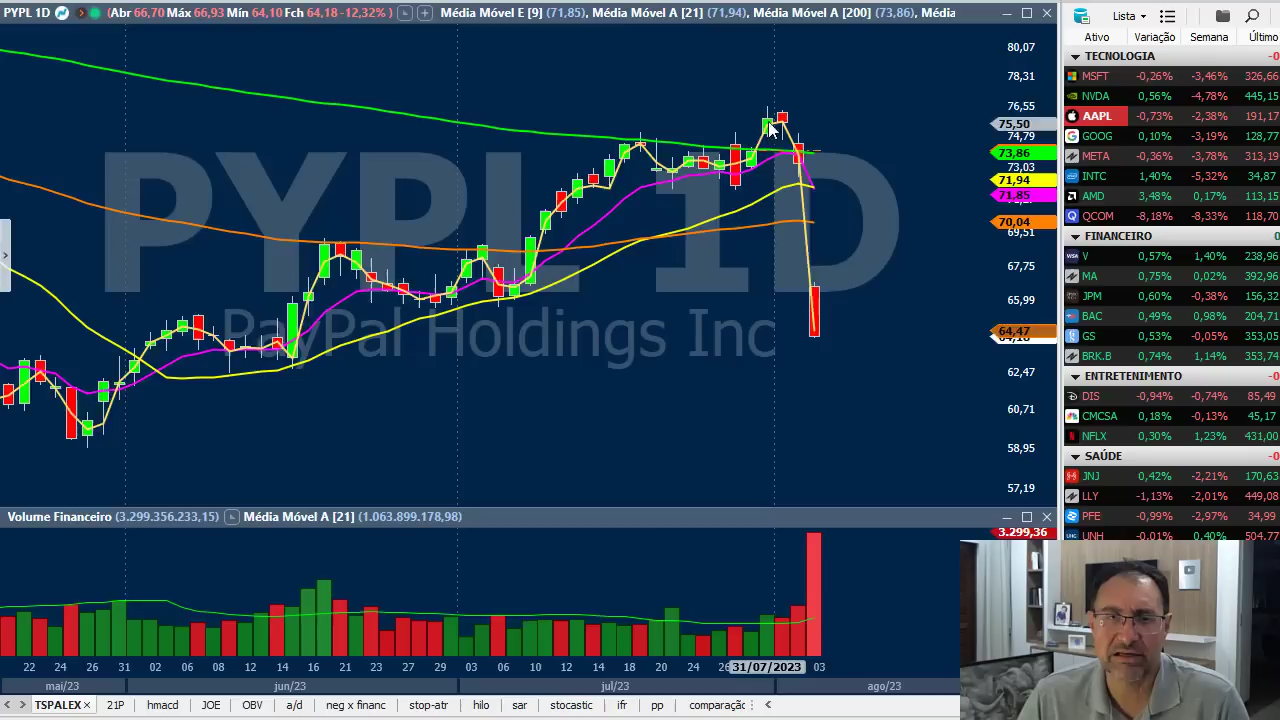 PYPL 1D (Abr 66,70 Máx 66,93 Mín 64,10 Fch 64,18 -12,32% ) Média Móvel E [9] (71,85), Média Móvel A [21] (71,94), Média Móvel A [200] (73,86), Média
80,07
78,31
76,55
75,50
74,79
73,86
73,03
71,94
71,85
70,04
69,51
67,75
65,99
64,47
64,18
62,47
60,71
58,95
57,19
PYPL 1D
PayPal Holdings Inc
Volume Financeiro (3.299.356.233,15) Média Móvel A [21] (1.063.899.178,98)
3.299,36
22 24 26 31 02 06 08 12 14 16 21 23 27 29 03 06 10 12 14 18 20 24 26 31/07/2023 03
mai/23 jun/23 jul/23 ago/23
TSPALEX 21P hmacd JOE OBV a/d neg x financ stop-atr hilo sar stocastic ifr pp comparação
Lista
Ativo Variação Semana Último
TECNOLOGIA -0
MSFT -0,26% -3,46% 326,66
NVDA 0,56% -4,78% 445,15
AAPL -0,73% -2,38% 191,17
GOOG 0,10% -3,19% 128,77
META -0,36% -3,78% 313,19
INTC 1,40% -5,32% 34,87
AMD 3,48% 0,17% 113,15
QCOM -8,18% -8,33% 118,70
FINANCEIRO 0
V 0,57% 1,40% 238,96
MA 0,75% 0,02% 392,96
JPM 0,60% -0,38% 156,32
BAC 0,49% 0,98% 204,71
GS 0,53% -0,05% 353,05
BRK.B 0,74% 1,14% 353,74
ENTRETENIMENTO -0
DIS -0,94% -0,74% 85,49
CMCSA 0,18% -0,13% 45,17
NFLX 0,30% 1,23% 431,00
SAÚDE -0
JNJ 0,42% -2,21% 170,63
LLY -1,13% -2,01% 449,08
PFE -0,99% -2,97% 34,99
UNH -0,01% 0,40% 504,77